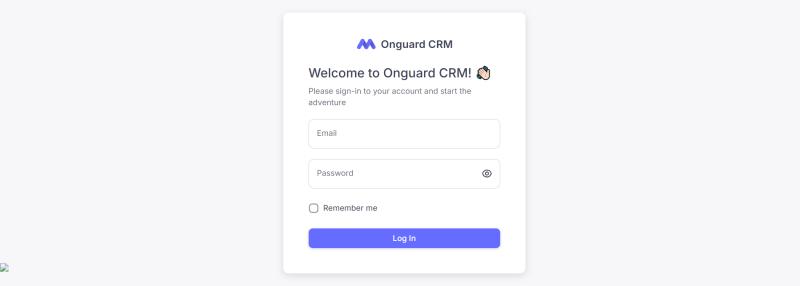 Onguard CRM
Welcome to Onguard CRM! 👋🏻
Please sign-in to your account and start the
adventure
Email
Password
Remember me
Log In